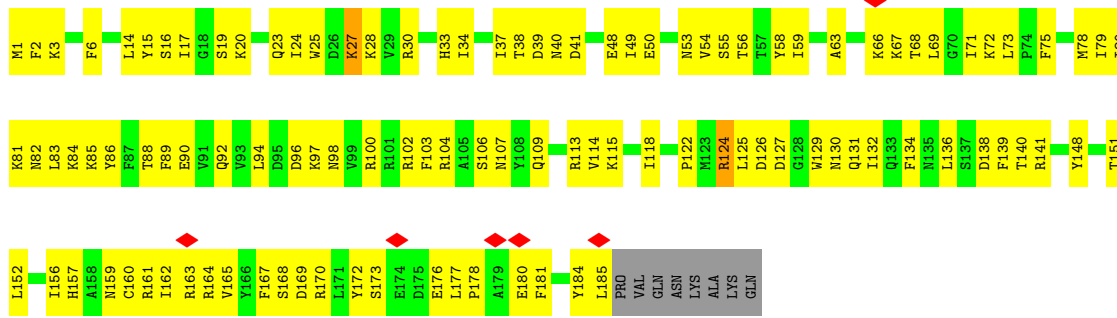 M1 F2 K3 F6 L14 Y15 S16 I17 G18 S19 K20 Q23 I24 W25 D26 K27 K28 V29 R30 H33 I34 I37 T38 D39 N40 D41 E48 I49 E50 N53 V54 S55 T56 T57 Y58 I59 A63 K66 K67 T68 L69 G70 I71 K72 L73 P74 F75 M78 I79
K81 N82 L83 K84 K85 Y86 F87 T88 F89 E90 V91 Q92 V93 L94 D95 D96 K97 N98 V99 R100 R101 R102 F103 R104 A105 S106 N107 Y108 Q109 R113 V114 K115 I118 P122 M123 R124 L125 D126 D127 G128 W129 N130 Q131 I132 Q133 F134 N135 L136 S137 D138 F139 T140 R141 Y148 T151
L152 I156 H157 A158 N159 C160 R161 I162 R163 R164 V165 Y166 F167 S168 D169 R170 L171 Y172 S173 E174 D175 E176 L177 P178 A179 E180 F181 Y184 L185 PRO VAL GLN ASN LYS ALA LYS GLN